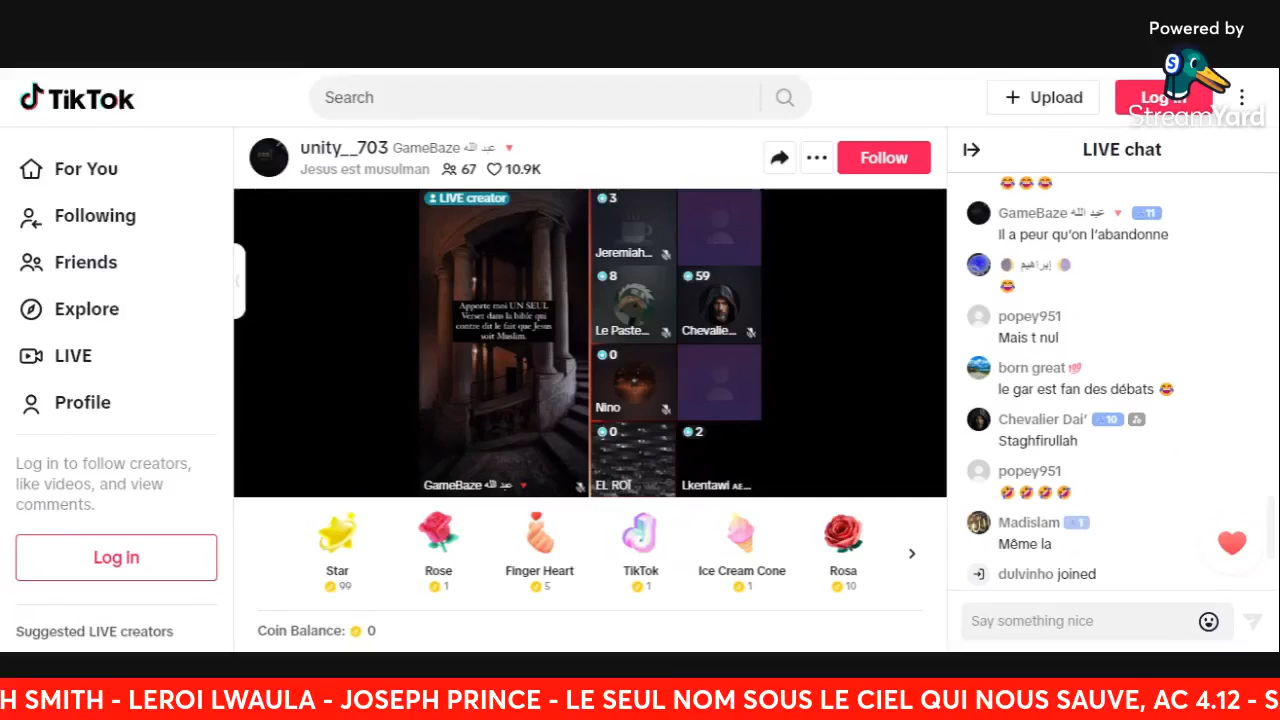 Powered by
StreamYard
TikTok
Search
Upload
Log in
For You
Following
Friends
Explore
LIVE
Profile
Log in to follow creators,
like videos, and view
comments.
Log in
Suggested LIVE creators
unity__703 GameBaze عبد الله 🔻
Jesus est musulman 67 10.9K
Follow
LIVE creator
Apporte moi UN SEUL
Verset dans la bible qui
contre dit le fait que Jesus
soit Muslim.
GameBaze عبد الله 🔻
3
Jeremiah...
8
Le Paste...
59
Chevalie...
0
Nino
0
EL ROÏ
2
Lkentawi AE...
Star
99
Rose
1
Finger Heart
5
TikTok
1
Ice Cream Cone
1
Rosa
10
Coin Balance: 0
LIVE chat
😂😂😂
GameBaze عبد الله 🔻 11
Il a peur qu'on l'abandonne
🌘 إبراهيم 🌖
😂
popey951
Mais t nul
born great 💯
le gar est fan des débats 😂
Chevalier Dai' 10
Staghfirullah
popey951
🤣🤣🤣🤣
Madislam 1
Même la
dulvinho joined
Say something nice
H SMITH - LEROI LWAULA - JOSEPH PRINCE - LE SEUL NOM SOUS LE CIEL QUI NOUS SAUVE, AC 4.12 - S